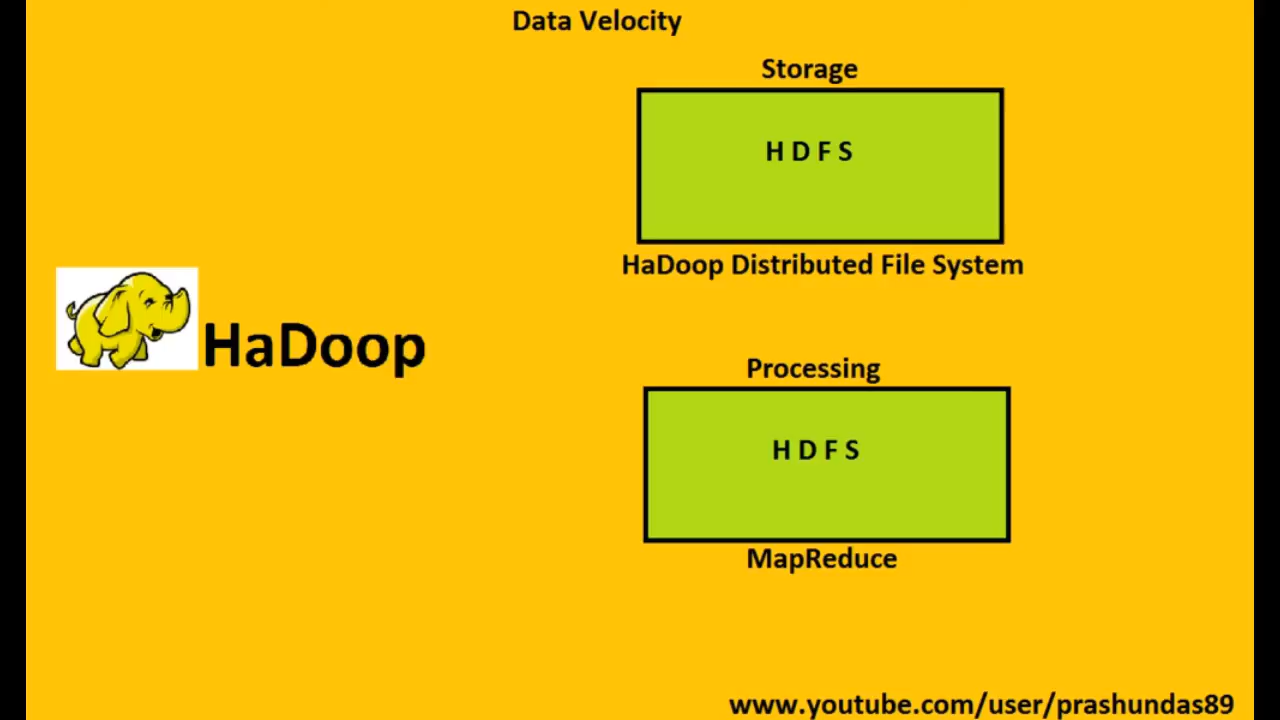 Data Velocity
Storage
H D F S
HaDoop Distributed File System
HaDoop
Processing
H D F S
MapReduce
www.youtube.com/user/prashundas89